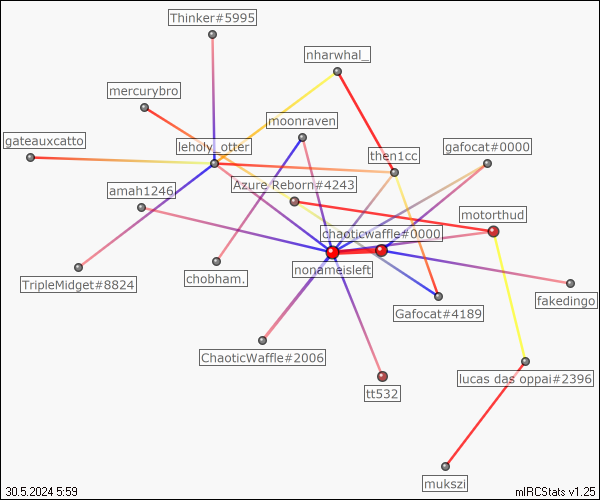 Thinker#5995
nharwhal_
mercurybro
moonraven
gateauxcatto
leholy_otter
then1cc
gafocat#0000
amah1246
Azure Reborn#4243
motorthud
chaoticwaffle#0000
nonameisleft
TripleMidget#8824
chobham.
fakedingo
Gafocat#4189
ChaoticWaffle#2006
lucas das oppai#2396
tt532
mukszi
30.5.2024 5:59
mIRCStats v1.25